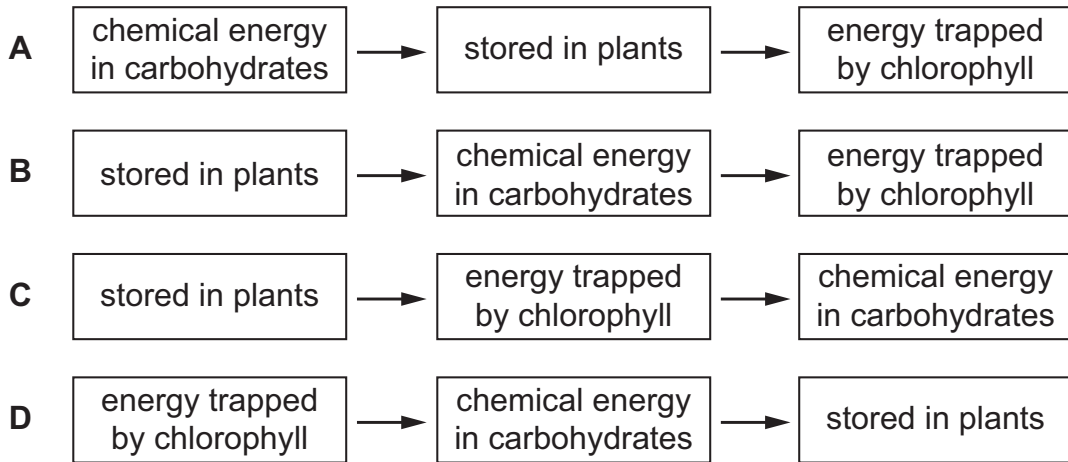 A
chemical energy
in carbohydrates
stored in plants
energy trapped
by chlorophyll
B
stored in plants
chemical energy
in carbohydrates
energy trapped
by chlorophyll
C
stored in plants
energy trapped
by chlorophyll
chemical energy
in carbohydrates
D
energy trapped
by chlorophyll
chemical energy
in carbohydrates
stored in plants